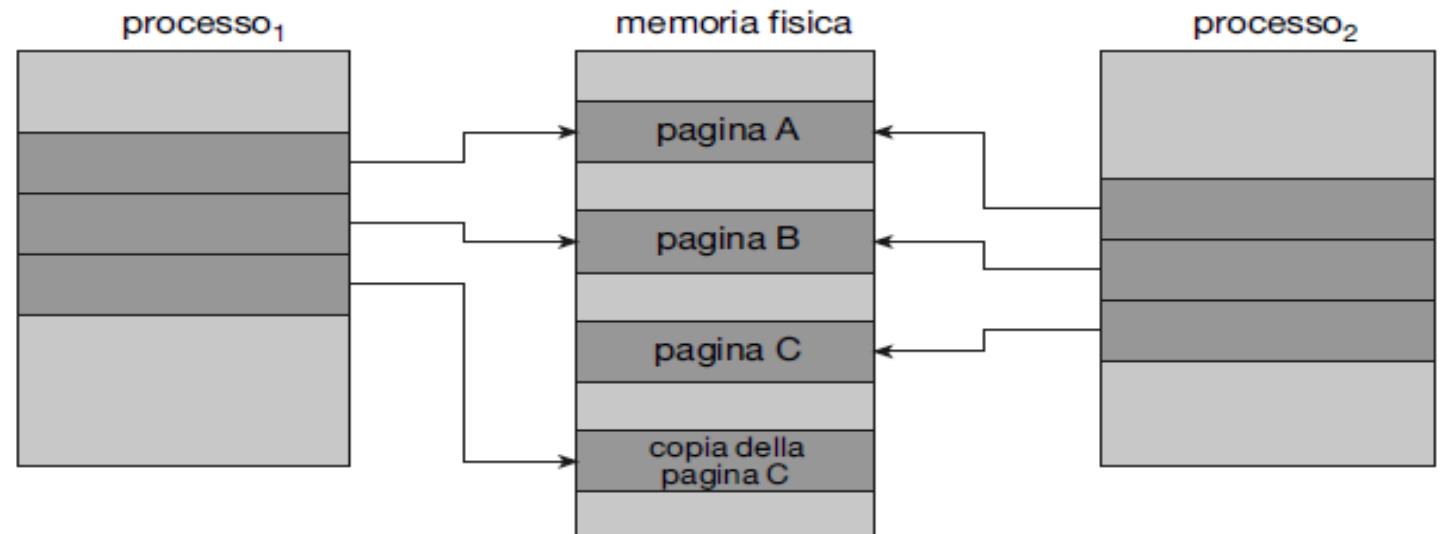 processo₁
memoria fisica
processo₂
pagina A
pagina B
pagina C
copia della
pagina C